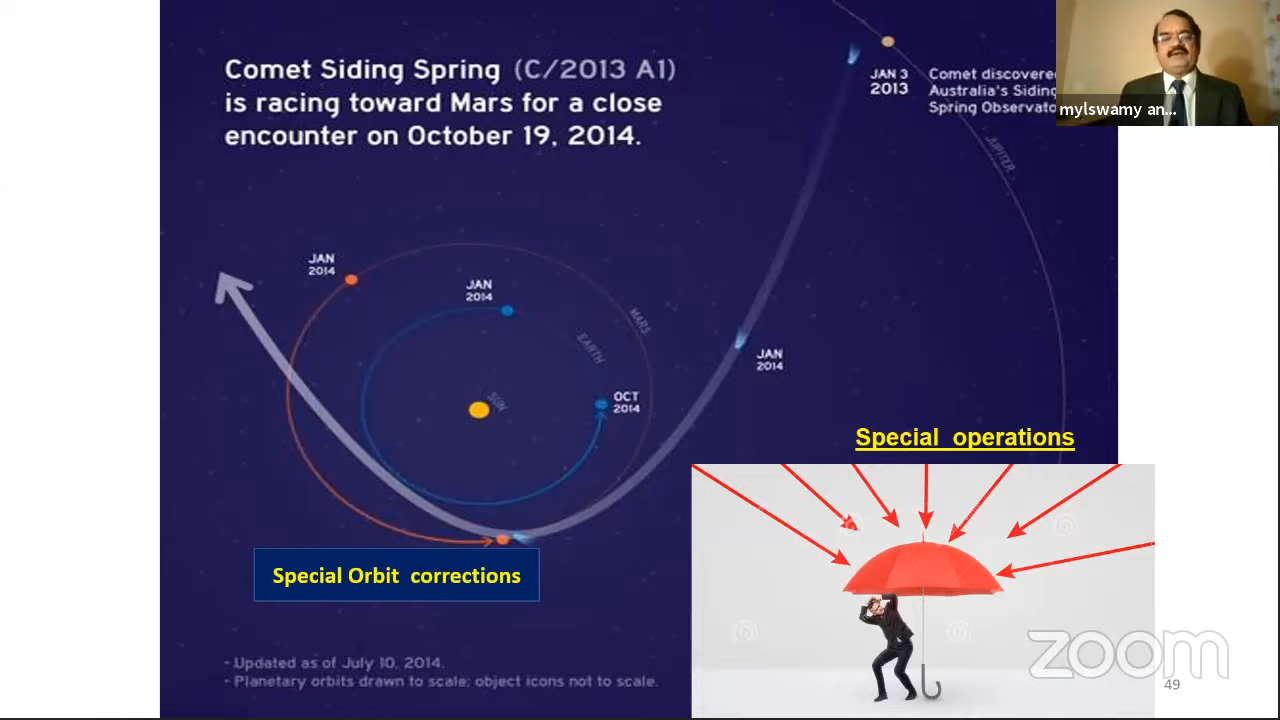 Comet Siding Spring (C/2013 A1)
is racing toward Mars for a close
encounter on October 19, 2014.
JAN 3
2013
Comet discovere
Australia's Siding
Spring Observato
mylswamy an...
JUPITER
JAN
2014
JAN
2014
MARS
EARTH
SUN
JAN
2014
OCT
2014
Special operations
Special Orbit corrections
- Updated as of July 10, 2014.
- Planetary orbits drawn to scale; object icons not to scale.
zoom
49